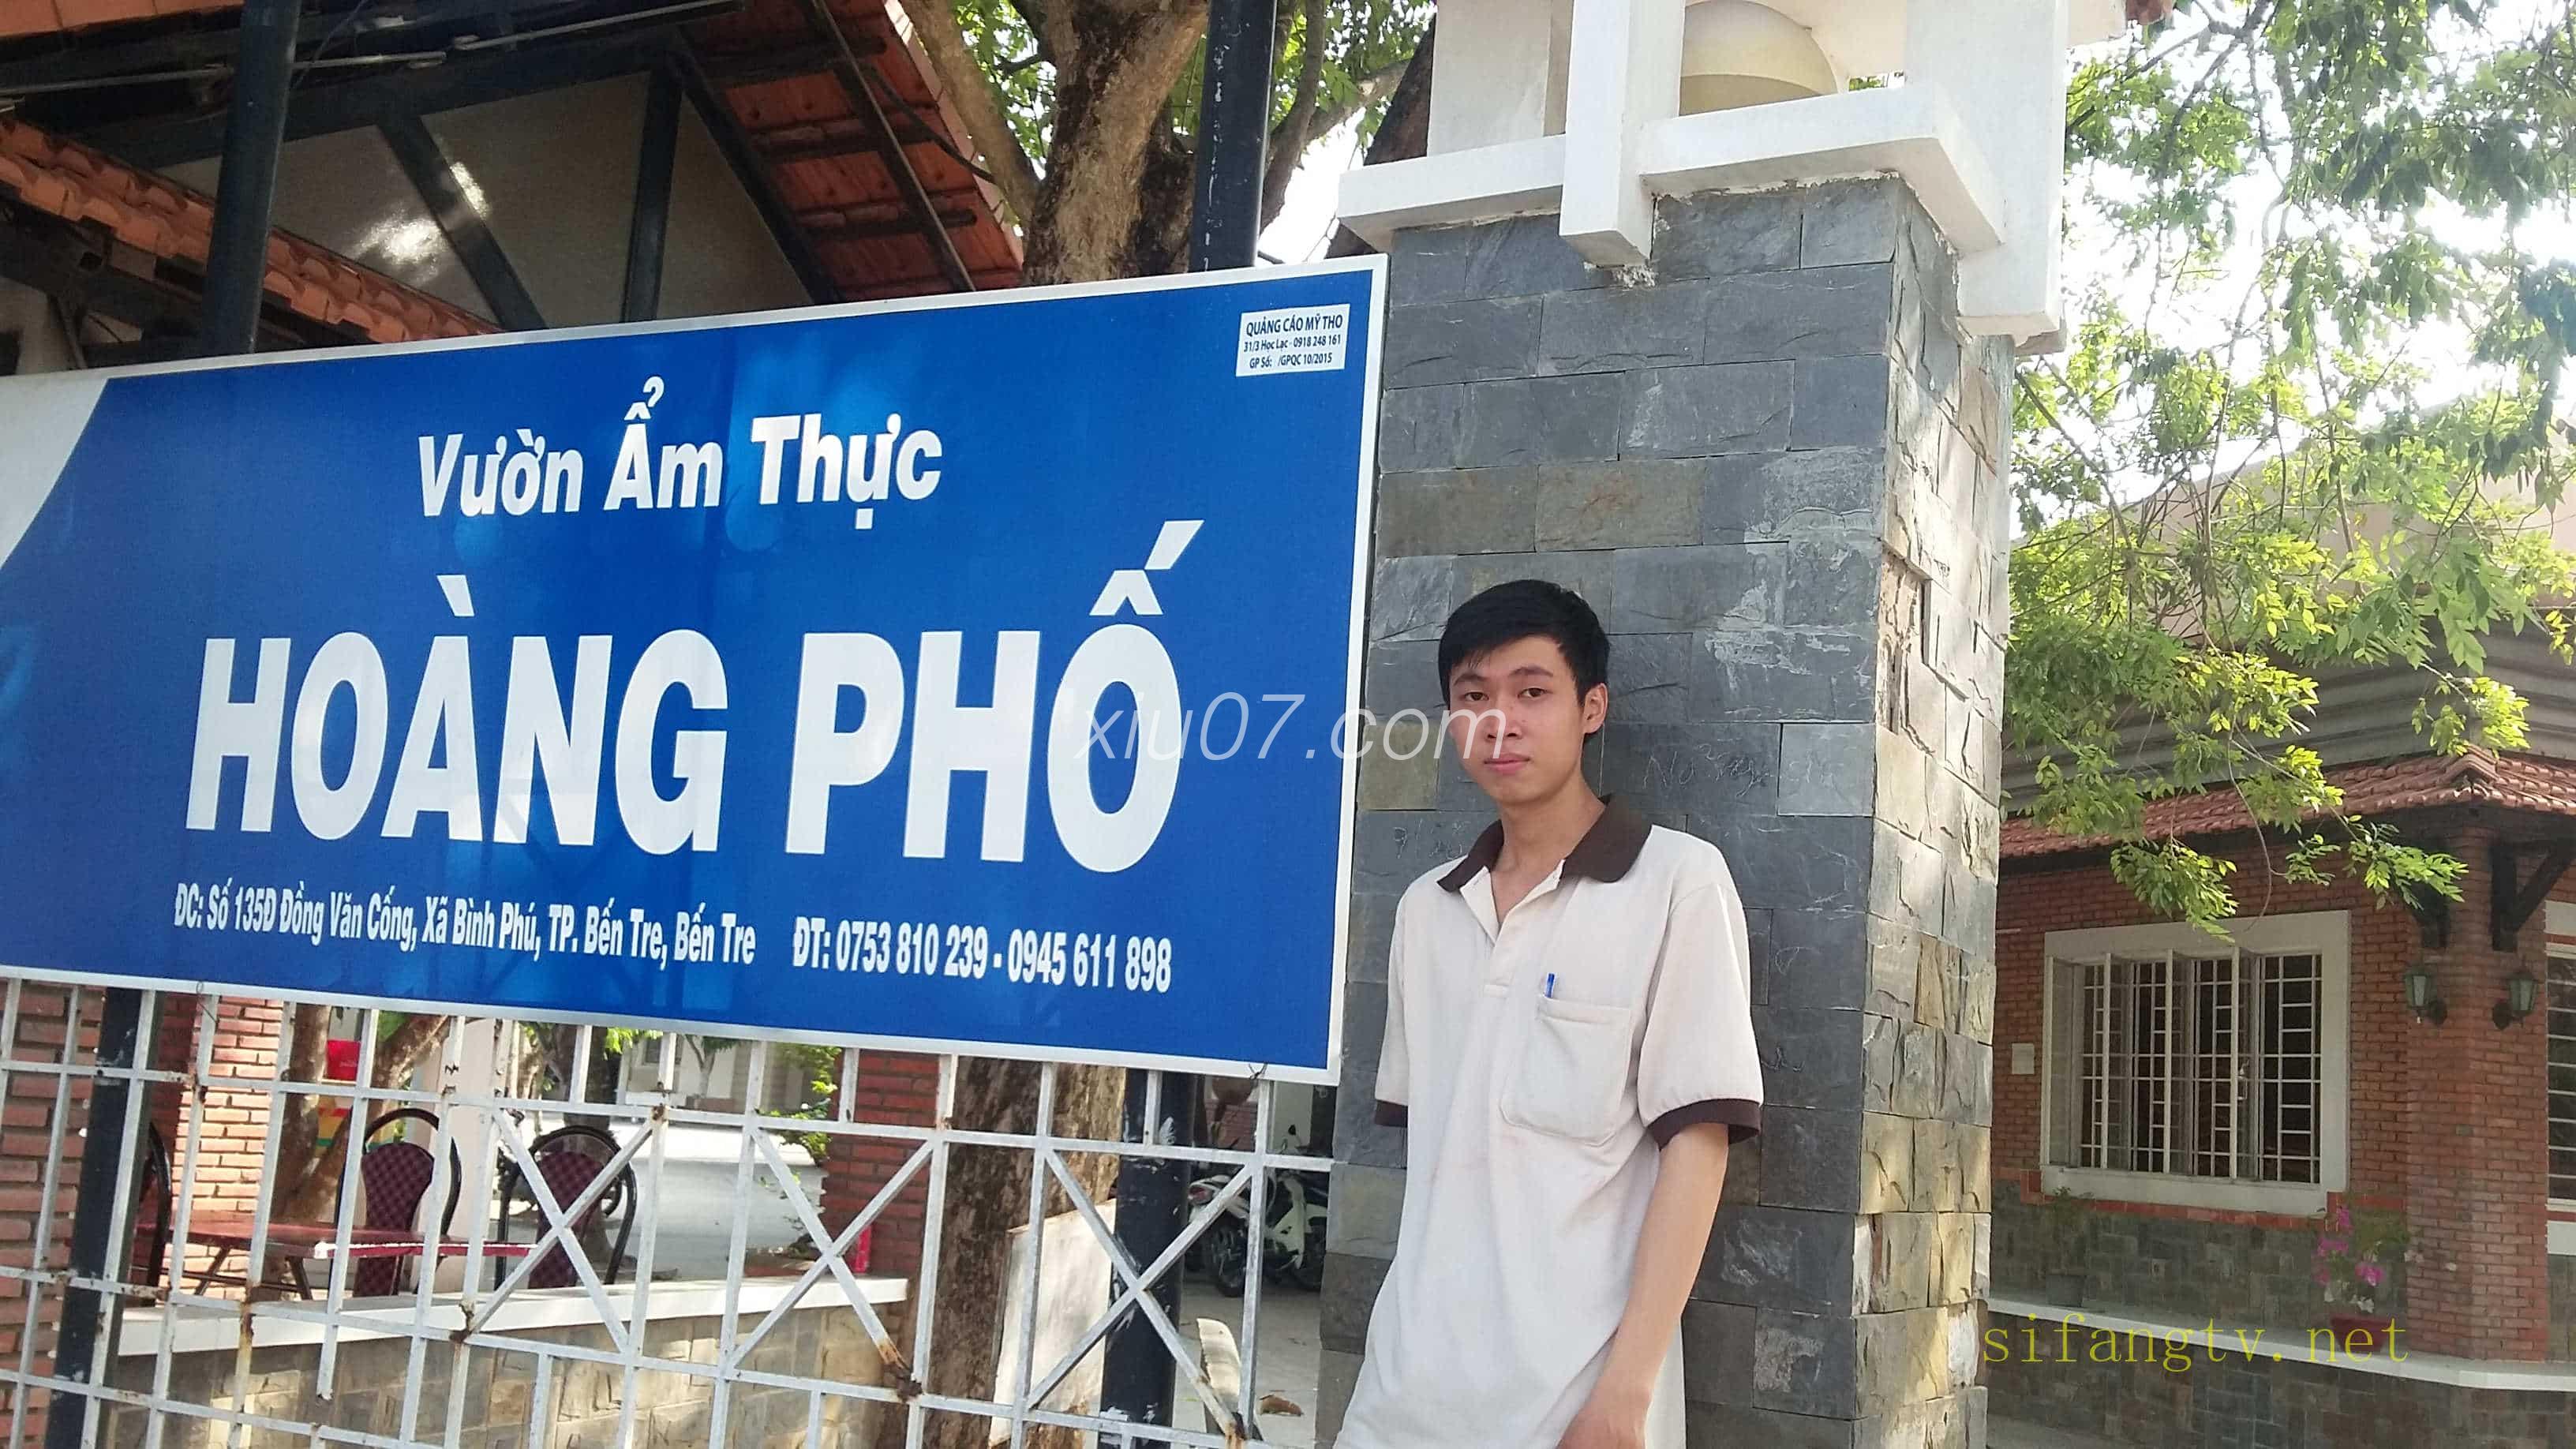 QUẢNG CÁO MỸ THO
31/3 Học Lạc - 0918 248 161
GP Số: /GPQC 10/2015
Vườn Ẩm Thực
HOÀNG PHỐ
ĐC: Số 135D Đồng Văn Cống, Xã Bình Phú, TP. Bến Tre, Bến Tre ĐT: 0753 810 239 - 0945 611 898
xiu07.com
sifangtv.net